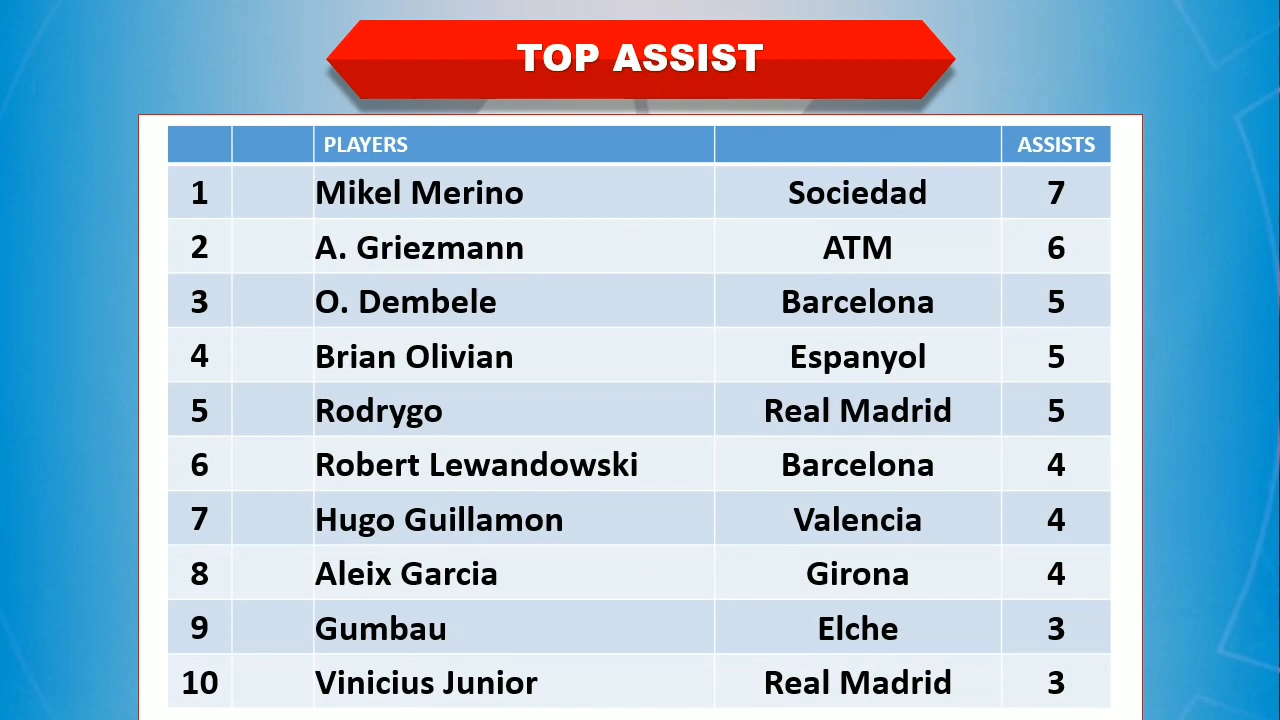 TOP ASSIST
PLAYERS ASSISTS
1 Mikel Merino Sociedad 7
2 A. Griezmann ATM 6
3 O. Dembele Barcelona 5
4 Brian Olivian Espanyol 5
5 Rodrygo Real Madrid 5
6 Robert Lewandowski Barcelona 4
7 Hugo Guillamon Valencia 4
8 Aleix Garcia Girona 4
9 Gumbau Elche 3
10 Vinicius Junior Real Madrid 3